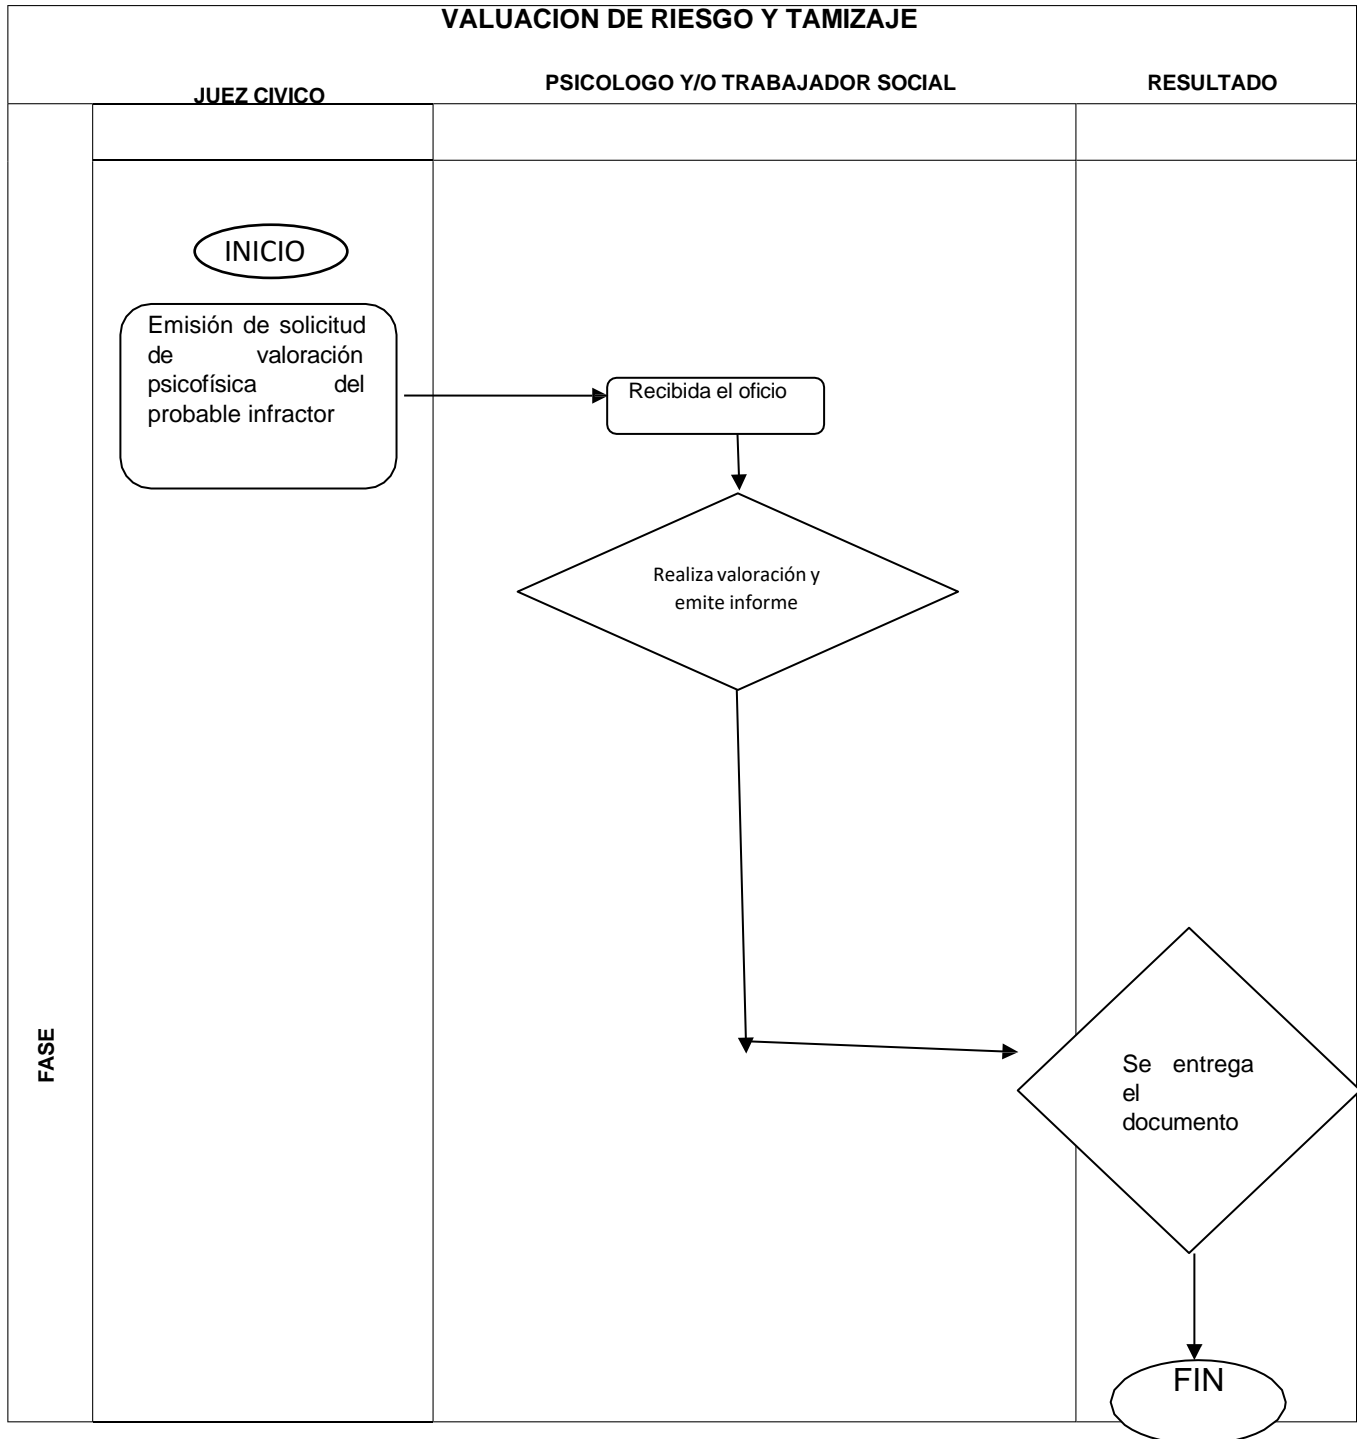 VALUACION DE RIESGO Y TAMIZAJE
JUEZ CIVICO
PSICOLOGO Y/O TRABAJADOR SOCIAL
RESULTADO
INICIO
Emisión de solicitud
de valoración
psicofísica del
probable infractor
Recibida el oficio
Realiza valoración y
emite informe
FASE
Se entrega
el
documento
FIN